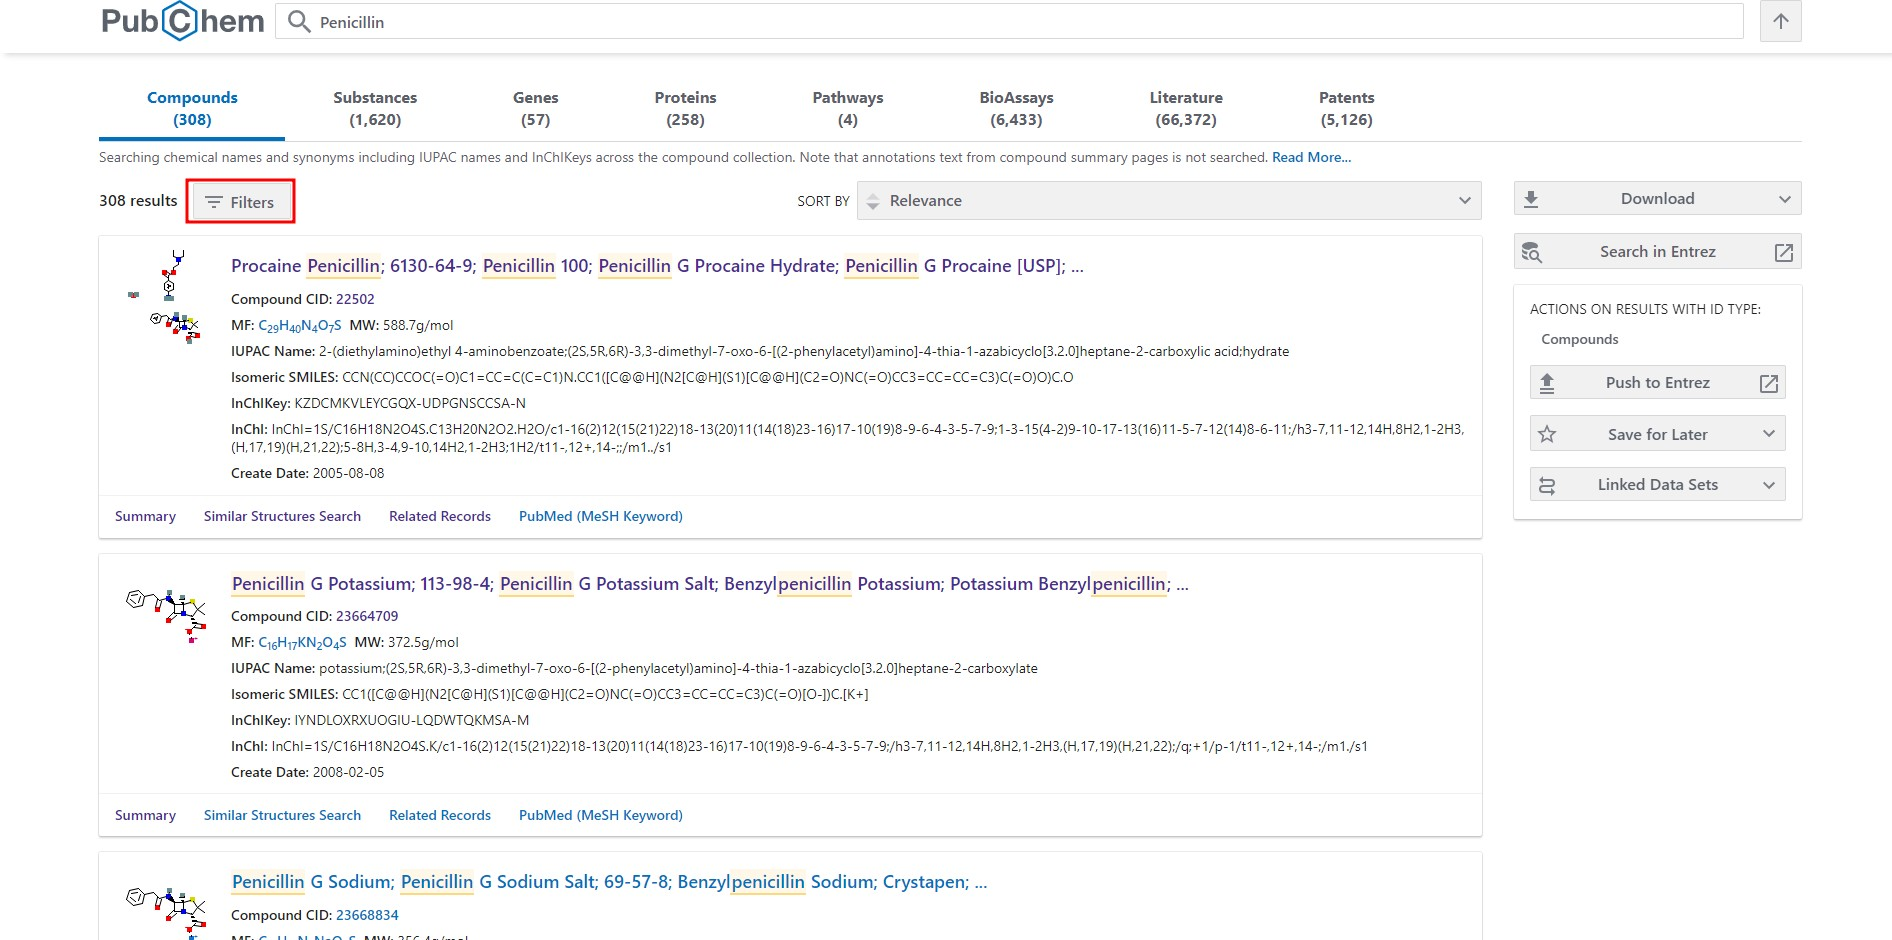 PubChem
Penicillin
Compounds
(308)
Substances
(1,620)
Genes
(57)
Proteins
(258)
Pathways
(4)
BioAssays
(6,433)
Literature
(66,372)
Patents
(5,126)
Searching chemical names and synonyms including IUPAC names and InChIKeys across the compound collection. Note that annotations text from compound summary pages is not searched. Read More...
308 results
Filters
SORT BY
Relevance
Download
Search in Entrez
ACTIONS ON RESULTS WITH ID TYPE:
Compounds
Push to Entrez
Save for Later
Linked Data Sets
Procaine Penicillin; 6130-64-9; Penicillin 100; Penicillin G Procaine Hydrate; Penicillin G Procaine [USP]; ...
Compound CID: 22502
MF: C29H40N4O7S MW: 588.7g/mol
IUPAC Name: 2-(diethylamino)ethyl 4-aminobenzoate;(2S,5R,6R)-3,3-dimethyl-7-oxo-6-[(2-phenylacetyl)amino]-4-thia-1-azabicyclo[3.2.0]heptane-2-carboxylic acid;hydrate
Isomeric SMILES: CCN(CC)CCOC(=O)C1=CC=C(C=C1)N.CC1([C@@H](N2[C@H](S1)[C@@H](C2=O)NC(=O)CC3=CC=CC=C3)C(=O)O)C.O
InChIKey: KZDCMKVLEYCGQX-UDPGNSCCSA-N
InChI: InChI=1S/C16H18N2O4S.C13H20N2O2.H2O/c1-16(2)12(15(21)22)18-13(20)11(14(18)23-16)17-10(19)8-9-6-4-3-5-7-9;1-3-15(4-2)9-10-17-13(16)11-5-7-12(14)8-6-11;/h3-7,11-12,14H,8H2,1-2H3,
(H,17,19)(H,21,22);5-8H,3-4,9-10,14H2,1-2H3;1H2/t11-,12+,14-;;/m1../s1
Create Date: 2005-08-08
Summary
Similar Structures Search
Related Records
PubMed (MeSH Keyword)
Penicillin G Potassium; 113-98-4; Penicillin G Potassium Salt; Benzylpenicillin Potassium; Potassium Benzylpenicillin; ...
Compound CID: 23664709
MF: C16H17KN2O4S MW: 372.5g/mol
IUPAC Name: potassium;(2S,5R,6R)-3,3-dimethyl-7-oxo-6-[(2-phenylacetyl)amino]-4-thia-1-azabicyclo[3.2.0]heptane-2-carboxylate
Isomeric SMILES: CC1([C@@H](N2[C@H](S1)[C@@H](C2=O)NC(=O)CC3=CC=CC=C3)C(=O)[O-])C.[K+]
InChIKey: IYNDLOXRXUOGIU-LQDWTQKMSA-M
InChI: InChI=1S/C16H18N2O4S.K/c1-16(2)12(15(21)22)18-13(20)11(14(18)23-16)17-10(19)8-9-6-4-3-5-7-9;/h3-7,11-12,14H,8H2,1-2H3,(H,17,19)(H,21,22);/q;+1/p-1/t11-,12+,14-;/m1./s1
Create Date: 2008-02-05
Summary
Similar Structures Search
Related Records
PubMed (MeSH Keyword)
Penicillin G Sodium; Penicillin G Sodium Salt; 69-57-8; Benzylpenicillin Sodium; Crystapen; ...
Compound CID: 23668834